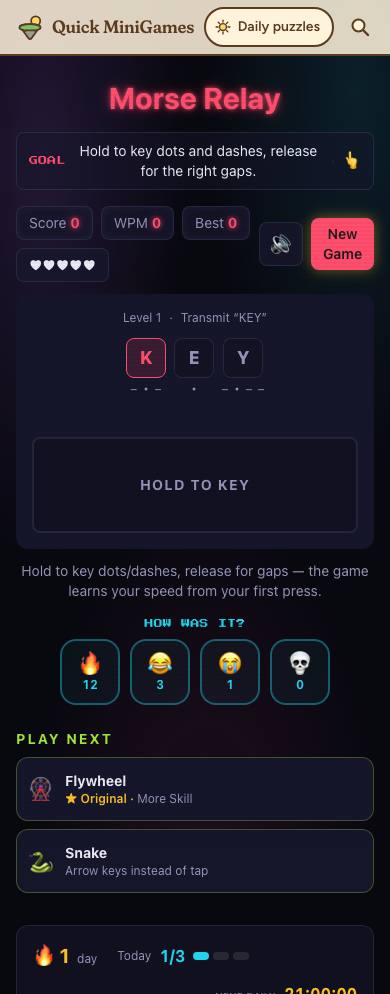 Quick MiniGames
Daily puzzles
Morse Relay
GOAL
Hold to key dots and dashes, release
for the right gaps.
Score 0
WPM 0
Best 0
New
Game
Level 1 · Transmit “KEY”
K E Y
– • – • – • – –
HOLD TO KEY
Hold to key dots/dashes, release for gaps — the game
learns your speed from your first press.
HOW WAS IT?
12 3 1 0
PLAY NEXT
Flywheel
Original · More Skill
Snake
Arrow keys instead of tap
1 day Today 1/3